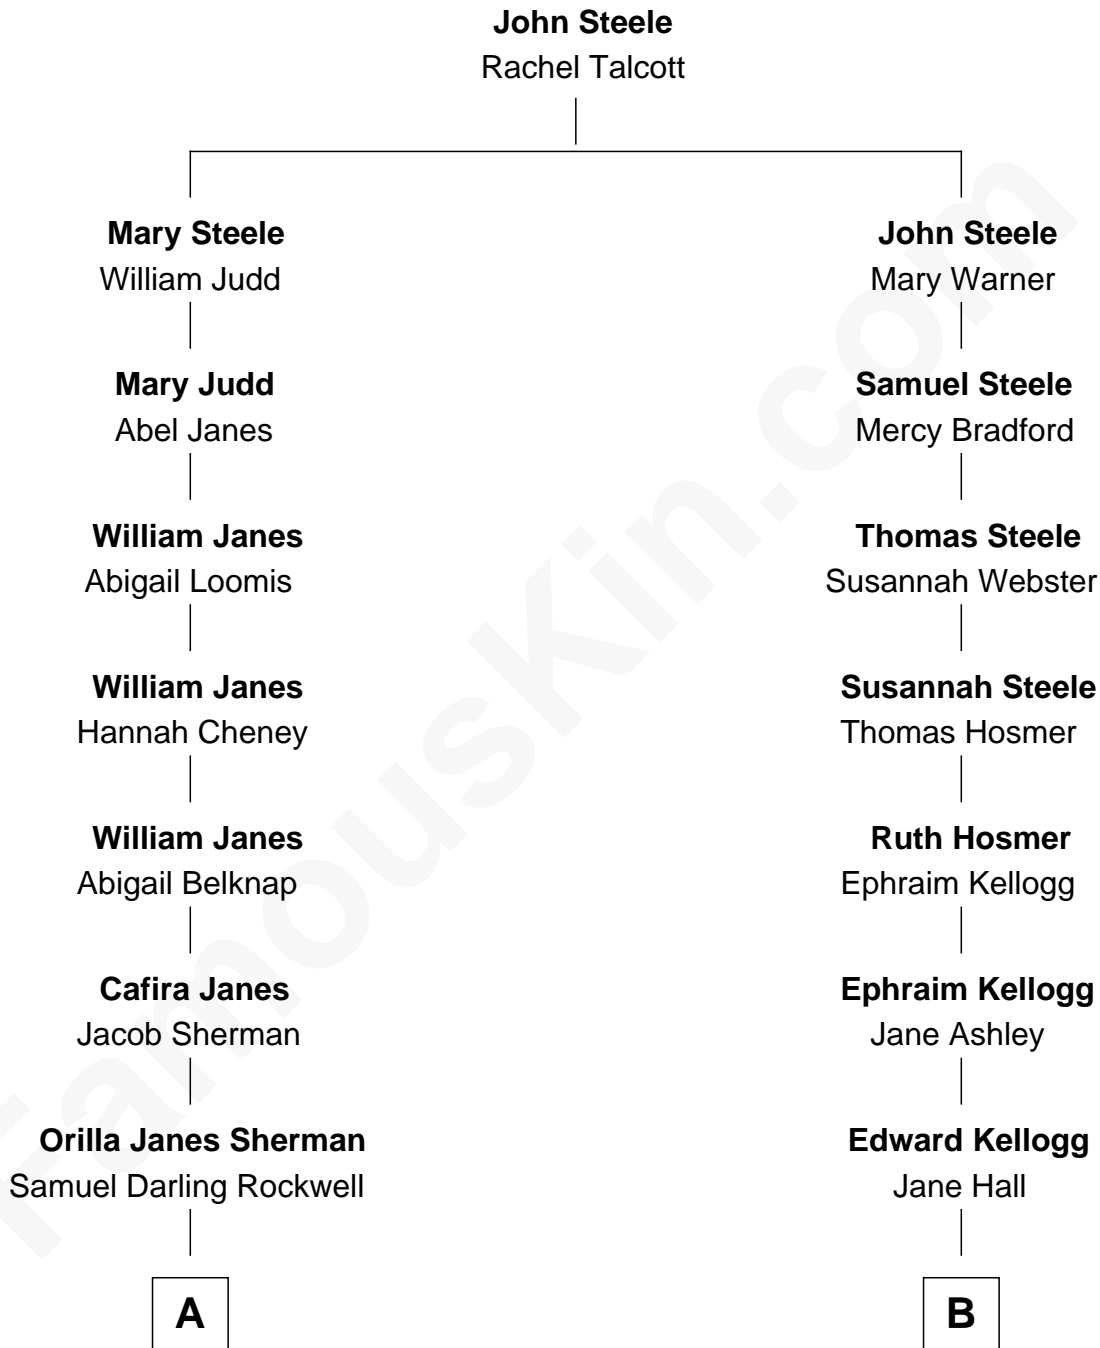 John Steele
Rachel Talcott
Mary Steele
William Judd
John Steele
Mary Warner
Mary Judd
Abel Janes
Samuel Steele
Mercy Bradford
William Janes
Abigail Loomis
Thomas Steele
Susannah Webster
William Janes
Hannah Cheney
Susannah Steele
Thomas Hosmer
William Janes
Abigail Belknap
Ruth Hosmer
Ephraim Kellogg
Cafira Janes
Jacob Sherman
Ephraim Kellogg
Jane Ashley
Orilla Janes Sherman
Samuel Darling Rockwell
Edward Kellogg
Jane Hall
A
B
FamousKin.com